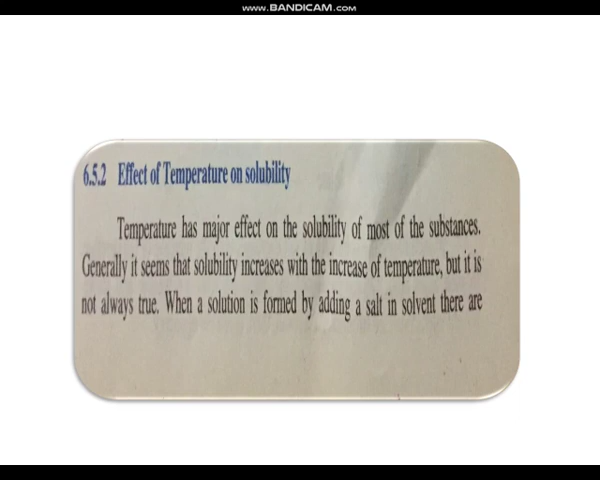 www.BANDICAM.com
6.5.2 Effect of Temperature on solubility
Temperature has major effect on the solubility of most of the substances.
Generally it seems that solubility increases with the increase of temperature, but it is
not always true. When a solution is formed by adding a salt in solvent there are